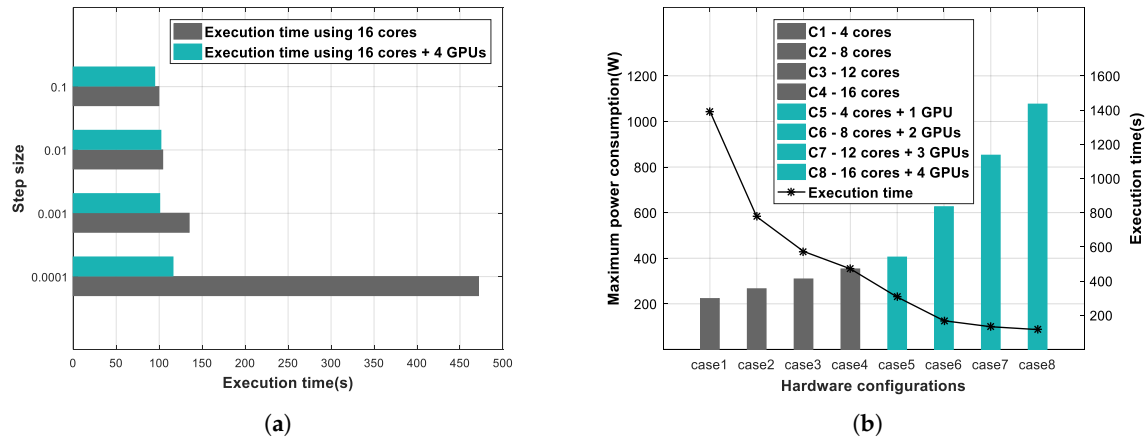 Execution time using 16 cores
Execution time using 16 cores + 4 GPUs
Step size
0.1
0.01
0.001
0.0001
0 50 100 150 200 250 300 350 400 450 500
Execution time(s)
(a)
C1 - 4 cores
C2 - 8 cores
C3 - 12 cores
C4 - 16 cores
C5 - 4 cores + 1 GPU
C6 - 8 cores + 2 GPUs
C7 - 12 cores + 3 GPUs
C8 - 16 cores + 4 GPUs
Execution time
Maximum power consumption(W)
1200
1000
800
600
400
200
Execution time(s)
1600
1400
1200
1000
800
600
400
200
case1 case2 case3 case4 case5 case6 case7 case8
Hardware configurations
(b)